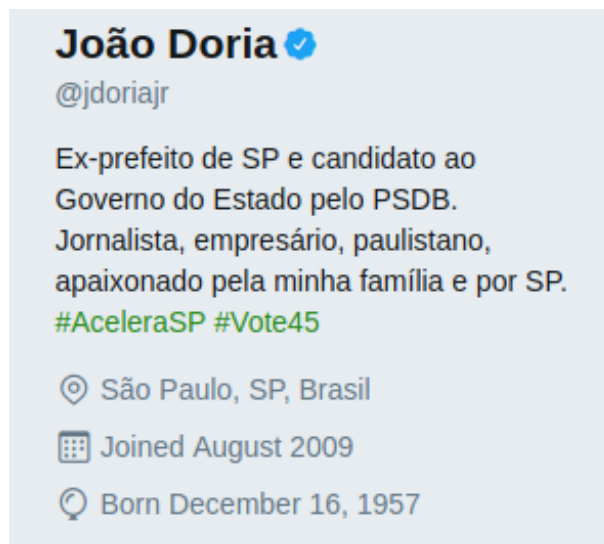 João Doria
@jdoriajr
Ex-prefeito de SP e candidato ao
Governo do Estado pelo PSDB.
Jornalista, empresário, paulistano,
apaixonado pela minha família e por SP.
#AceleraSP #Vote45
São Paulo, SP, Brasil
Joined August 2009
Born December 16, 1957